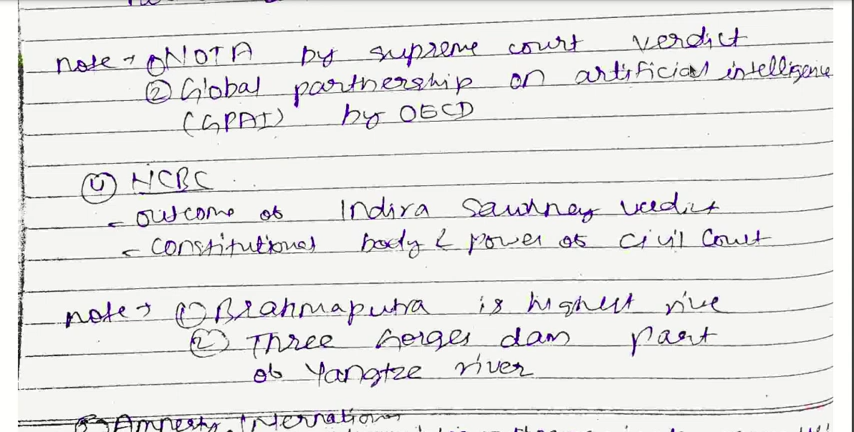 note → ① NOTA by supreme court verdict
② Global partnership on artificial intelligence
(GPAI) by OECD
④ NCBC
- outcome of Indira Sawhney verdict
- constitutional body & power of civil court
note → ① Brahmaputra is highest rive
② Three Gorges dam part
of Yangtze river
Amnesty International